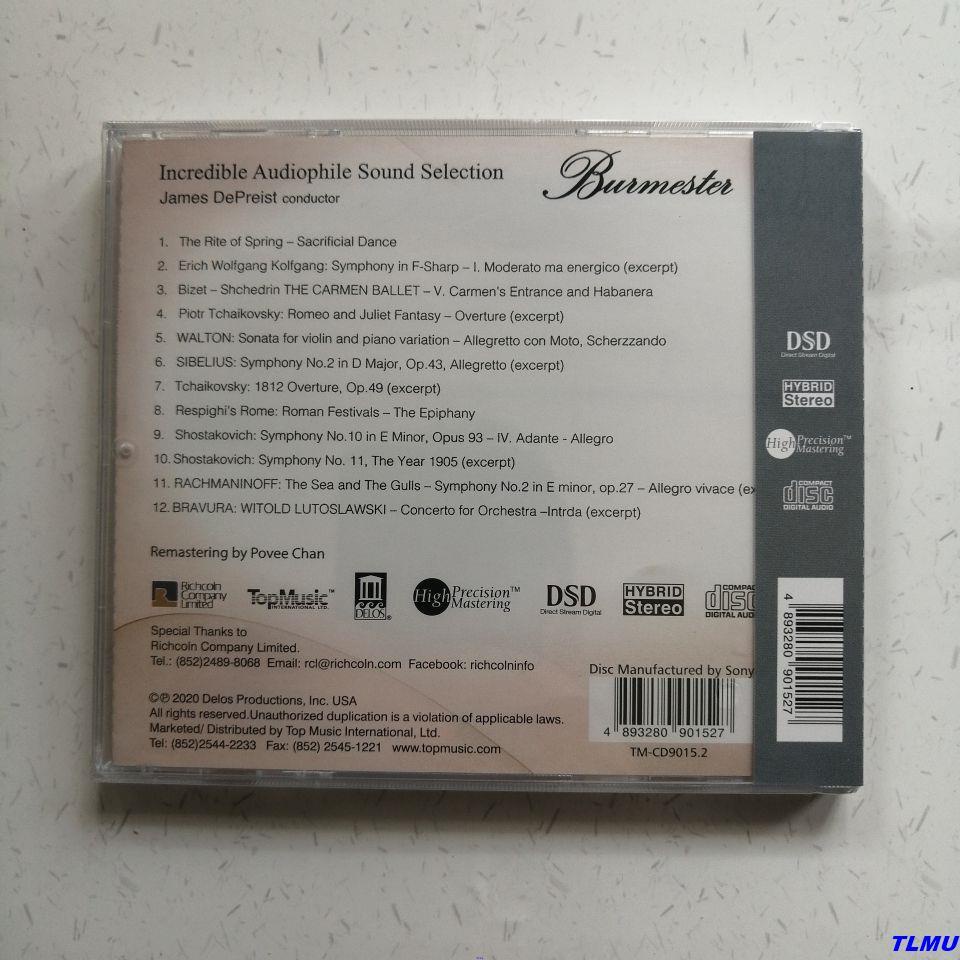 Incredible Audiophile Sound Selection
James DePreist conductor
Burmester
1. The Rite of Spring – Sacrificial Dance
2. Erich Wolfgang Kolfgang: Symphony in F-Sharp – I. Moderato ma energico (excerpt)
3. Bizet – Shchedrin THE CARMEN BALLET – V. Carmen's Entrance and Habanera
4. Piotr Tchaikovsky: Romeo and Juliet Fantasy – Overture (excerpt)
5. WALTON: Sonata for violin and piano variation – Allegretto con Moto, Scherzzando
6. SIBELIUS: Symphony No.2 in D Major, Op.43, Allegretto (excerpt)
7. Tchaikovsky: 1812 Overture, Op.49 (excerpt)
8. Respighi's Rome: Roman Festivals – The Epiphany
9. Shostakovich: Symphony No.10 in E Minor, Opus 93 – IV. Adante - Allegro
10. Shostakovich: Symphony No. 11, The Year 1905 (excerpt)
11. RACHMANINOFF: The Sea and The Gulls – Symphony No.2 in E minor, op.27 – Allegro vivace (ex
12. BRAVURA: WITOLD LUTOSLAWSKI – Concerto for Orchestra –Intrda (excerpt)
Remastering by Povee Chan
Richcoln Company Limited
TopMusic™ INTERNATIONAL LTD.
DELOS®
High Precision™ Mastering
DSD Direct Stream Digital
HYBRID Stereo
COMPAC disc DIGITAL AUDIO
Special Thanks to
Richcoln Company Limited.
Tel.: (852)2489-8068 Email: rcl@richcoln.com Facebook: richcolninfo
©℗ 2020 Delos Productions, Inc. USA
All rights reserved.Unauthorized duplication is a violation of applicable laws.
Marketed/ Distributed by Top Music International, Ltd.
Tel: (852)2544-2233 Fax: (852) 2545-1221 www.topmusic.com
Disc Manufactured by Sony
4 893280 901527
TM-CD9015.2
DSD
Direct Stream Digital
HYBRID
Stereo
High Precision™
Mastering
COMPACT
disc
DIGITAL AUDIO
4 893280 901527
TLMU